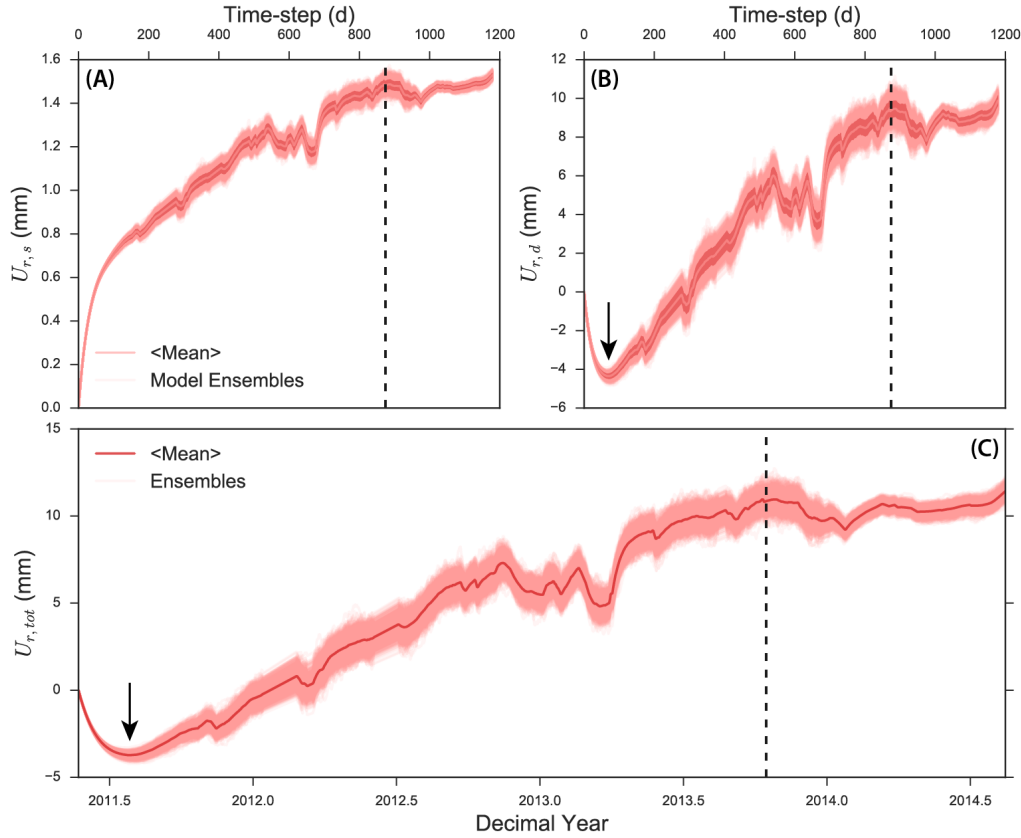 Time-step (d)
0 200 400 600 800 1000 1200
(A)
1.6
1.4
1.2
1.0
0.8
0.6
0.4
0.2
0.0
U_{r,s} (mm)
<Mean>
Model Ensembles
Time-step (d)
0 200 400 600 800 1000 1200
(B)
12
10
8
6
4
2
0
−2
−4
−6
U_{r,d} (mm)
(C)
15
10
5
0
−5
U_{r,tot} (mm)
<Mean>
Ensembles
2011.5 2012.0 2012.5 2013.0 2013.5 2014.0 2014.5
Decimal Year